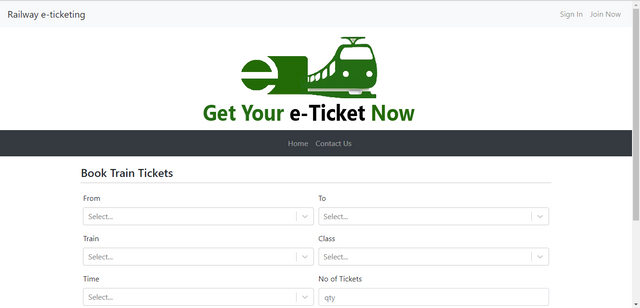 Railway e-ticketing
Sign In Join Now
Get Your e-Ticket Now
Home Contact Us
Book Train Tickets
From To
Select... Select...
Train Class
Select... Select...
Time No of Tickets
Select... qty